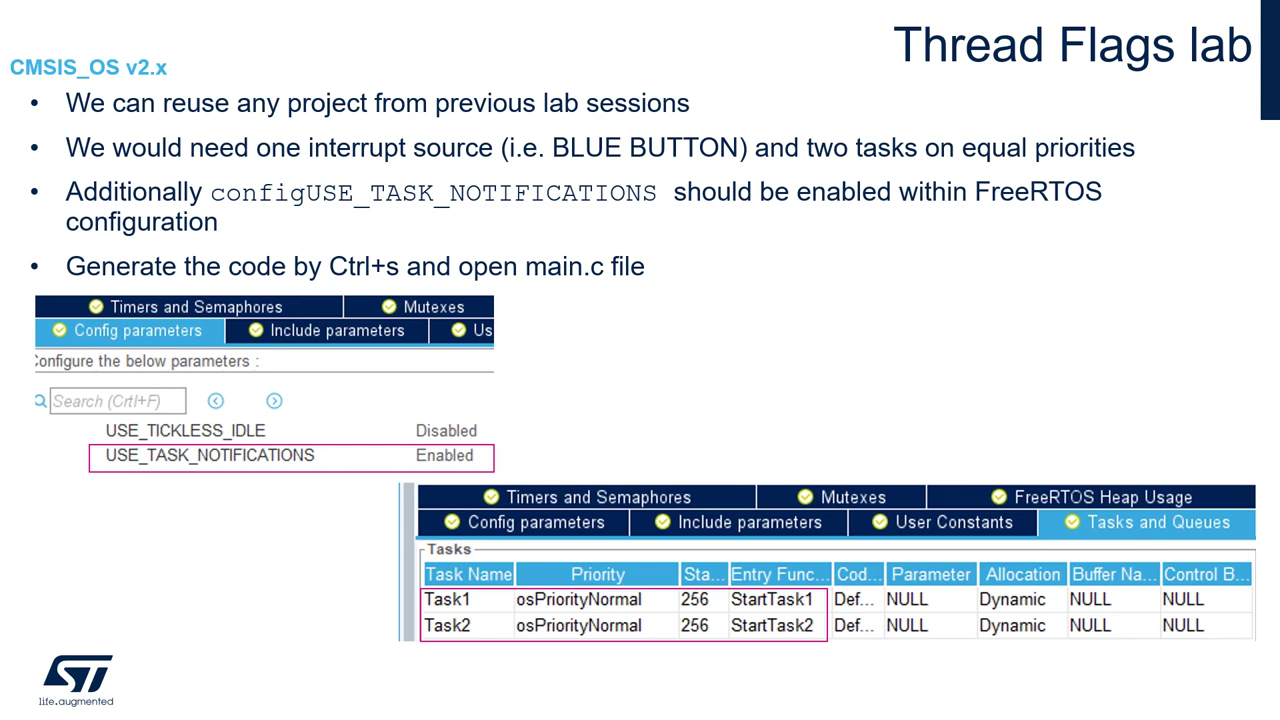 Thread Flags lab
CMSIS_OS v2.x
• We can reuse any project from previous lab sessions
• We would need one interrupt source (i.e. BLUE BUTTON) and two tasks on equal priorities
• Additionally configUSE_TASK_NOTIFICATIONS should be enabled within FreeRTOS
configuration
• Generate the code by Ctrl+s and open main.c file
Timers and Semaphores Mutexes
Config parameters Include parameters Us
Configure the below parameters :
Search (Crtl+F)
USE_TICKLESS_IDLE Disabled
USE_TASK_NOTIFICATIONS Enabled
Timers and Semaphores Mutexes FreeRTOS Heap Usage
Config parameters Include parameters User Constants Tasks and Queues
Tasks
Task Name Priority Sta... Entry Func... Cod... Parameter Allocation Buffer Na... Control B...
Task1 osPriorityNormal 256 StartTask1 Def... NULL Dynamic NULL NULL
Task2 osPriorityNormal 256 StartTask2 Def... NULL Dynamic NULL NULL
ST
life.augmented